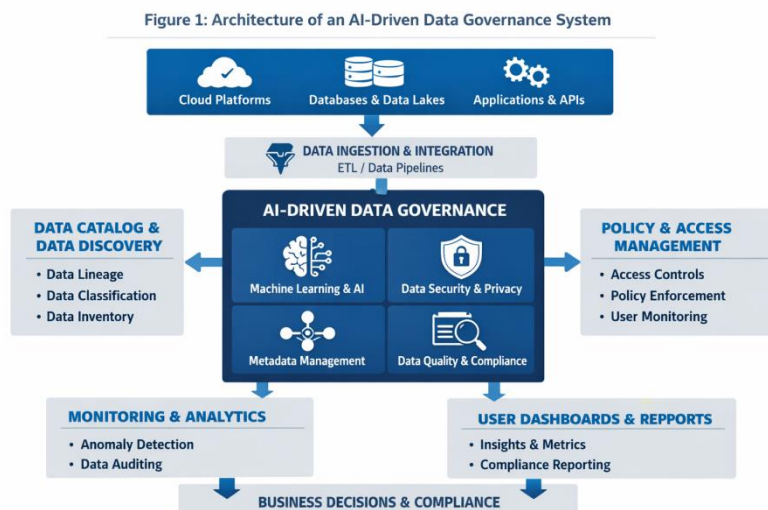 Figure 1: Architecture of an AI-Driven Data Governance System
Cloud Platforms
Databases & Data Lakes
Applications & APIs
DATA INGESTION & INTEGRATION
ETL / Data Pipelines
AI-DRIVEN DATA GOVERNANCE
Machine Learning & AI
Data Security & Privacy
Metadata Management
Data Quality & Compliance
DATA CATALOG &
DATA DISCOVERY
• Data Lineage
• Data Classification
• Data Inventory
POLICY & ACCESS
MANAGEMENT
• Access Controls
• Policy Enforcement
• User Monitoring
MONITORING & ANALYTICS
• Anomaly Detection
• Data Auditing
USER DASHBOARDS & REPPORTS
• Insights & Metrics
• Compliance Reporting
BUSINESS DECISIONS & COMPLIANCE